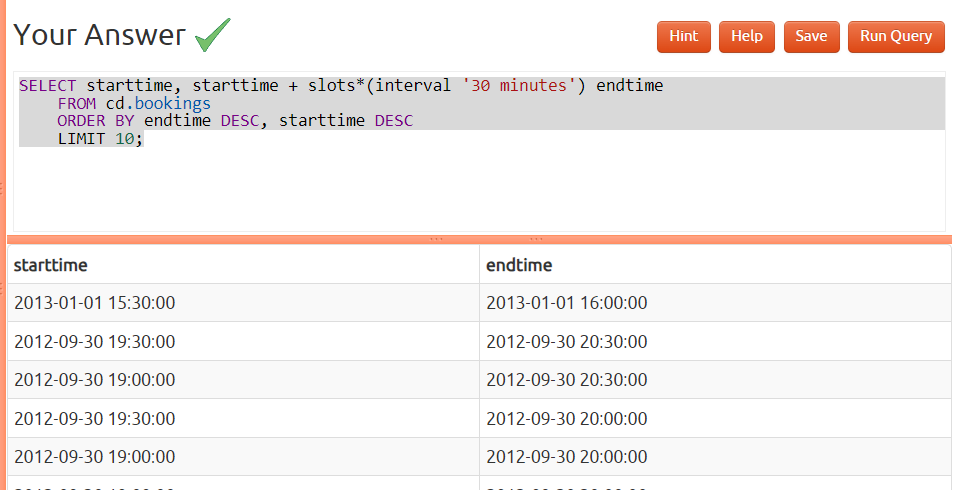 Your Answer
Hint Help Save Run Query
SELECT starttime, starttime + slots*(interval '30 minutes') endtime
FROM cd.bookings
ORDER BY endtime DESC, starttime DESC
LIMIT 10;
starttime endtime
2013-01-01 15:30:00 2013-01-01 16:00:00
2012-09-30 19:30:00 2012-09-30 20:30:00
2012-09-30 19:00:00 2012-09-30 20:30:00
2012-09-30 19:30:00 2012-09-30 20:00:00
2012-09-30 19:00:00 2012-09-30 20:00:00